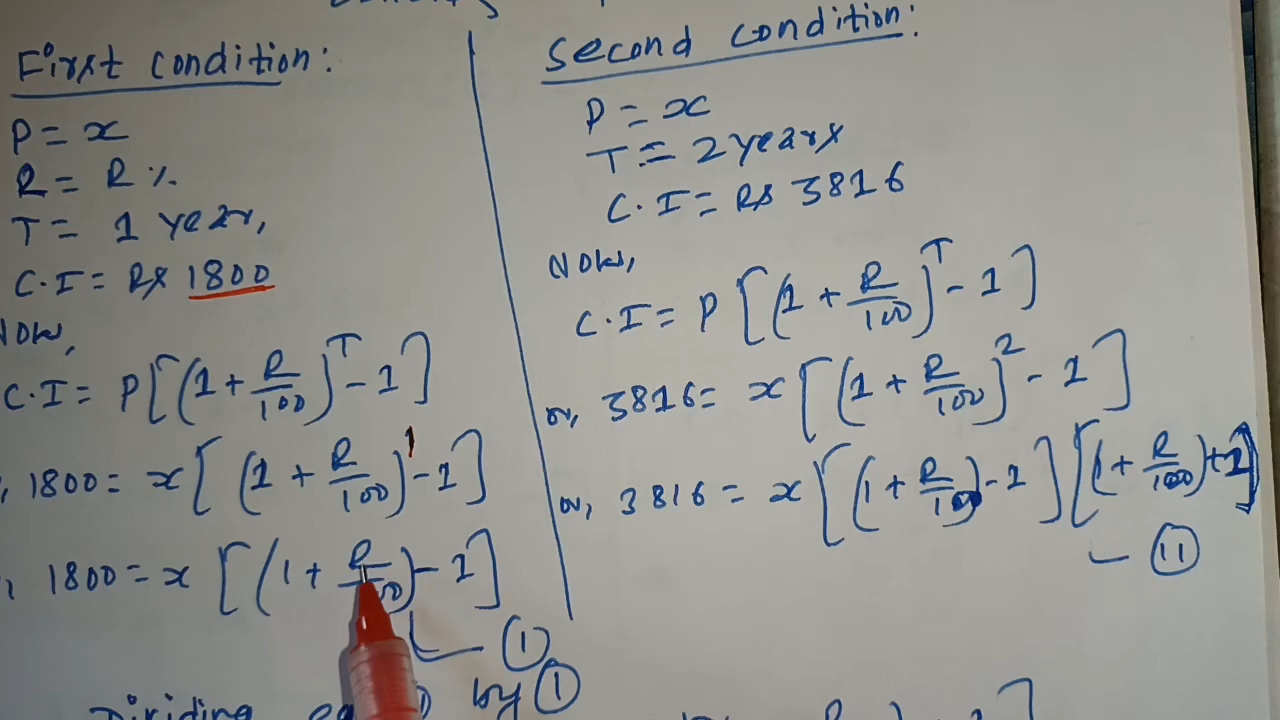 First condition:
P = x
R = R %
T = 1 year,
C.I = Rs 1800
Now,
C.I = P[(1 + R/100)^T - 1]
, 1800 = x[(1 + R/100)^1 - 1]
, 1800 = x[(1 + R/100) - 1]
— (1)
Second condition:
P = x
T = 2 years
C.I = Rs 3816
Now,
C.I = P[(1 + R/100)^T - 1]
or, 3816 = x[(1 + R/100)^2 - 1]
or, 3816 = x[(1 + R/100) - 1][(1 + R/100) + 1]
— (11)
Dividing by (1)